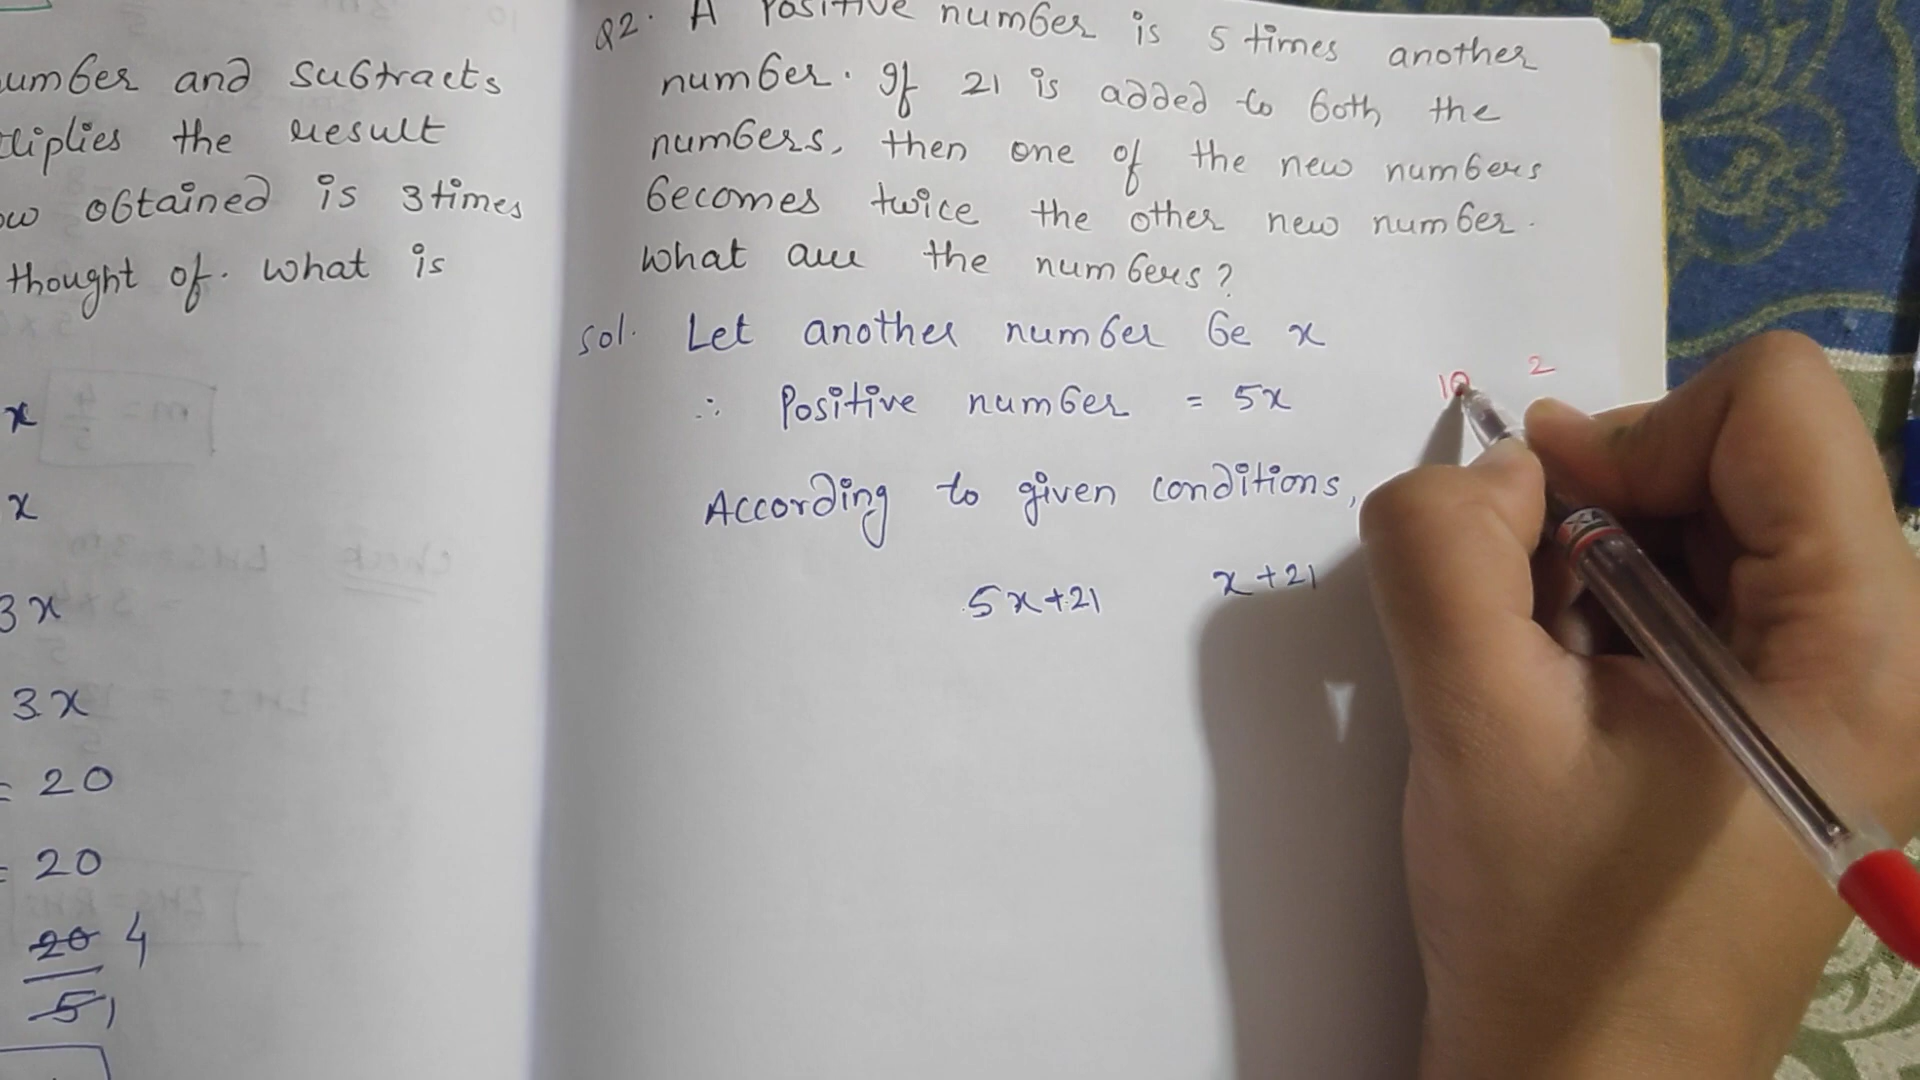 number and subtracts
the result
obtained is 3 times
thought of. What is
x
x
3x
3x
= 20
= 20
20 4
5 1
Q2. A Positive number is 5 times another
number. If 21 is added to both the
numbers, then one of the new numbers
becomes twice the other new number.
What are the numbers?
Sol. Let another number be x
∴ Positive number = 5x
10 2
According to given conditions,
5x+21 x+21